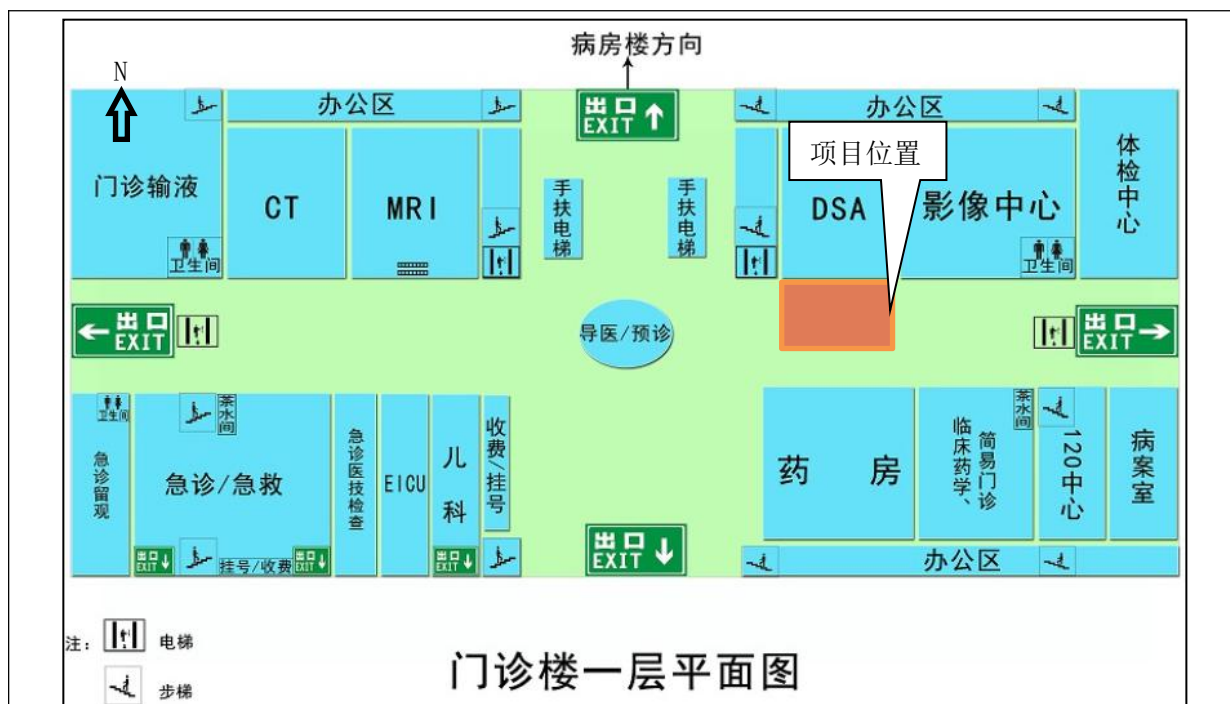 病房楼方向
N
出口
EXIT
办公区
办公区
项目位置
门诊输液
卫生间
CT
MRI
手扶电梯
手扶电梯
DSA
影像中心
卫生间
体检中心
出口
EXIT
导医/预诊
出口
EXIT
卫生间
急诊留观
茶水间
急诊/急救
出口
EXIT
挂号/收费
出口
EXIT
急诊医技检查
EICU
儿科
出口
EXIT
收费/挂号
出口
EXIT
药房
临床药学、
简易门诊
茶水间
120中心
病案室
办公区
注：
电梯
步梯
门诊楼一层平面图